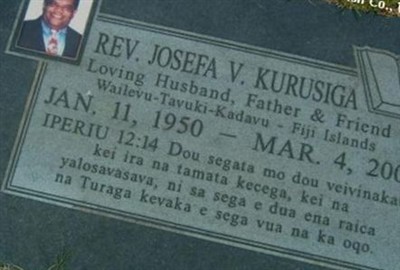 on Co.,
REV. JOSEFA V. KURUSIGA
Loving Husband, Father & Friend
Wailevu-Tavuki-Kadavu - Fiji Islands
JAN. 11, 1950 - MAR. 4, 200
IPERIU 12:14 Dou segata mo dou veivinaka
kei ira na tamata kecega, kei na
yalosavasava, ni sa sega e dua ena raica
na Turaga kevaka e sega vua na ka oqo.